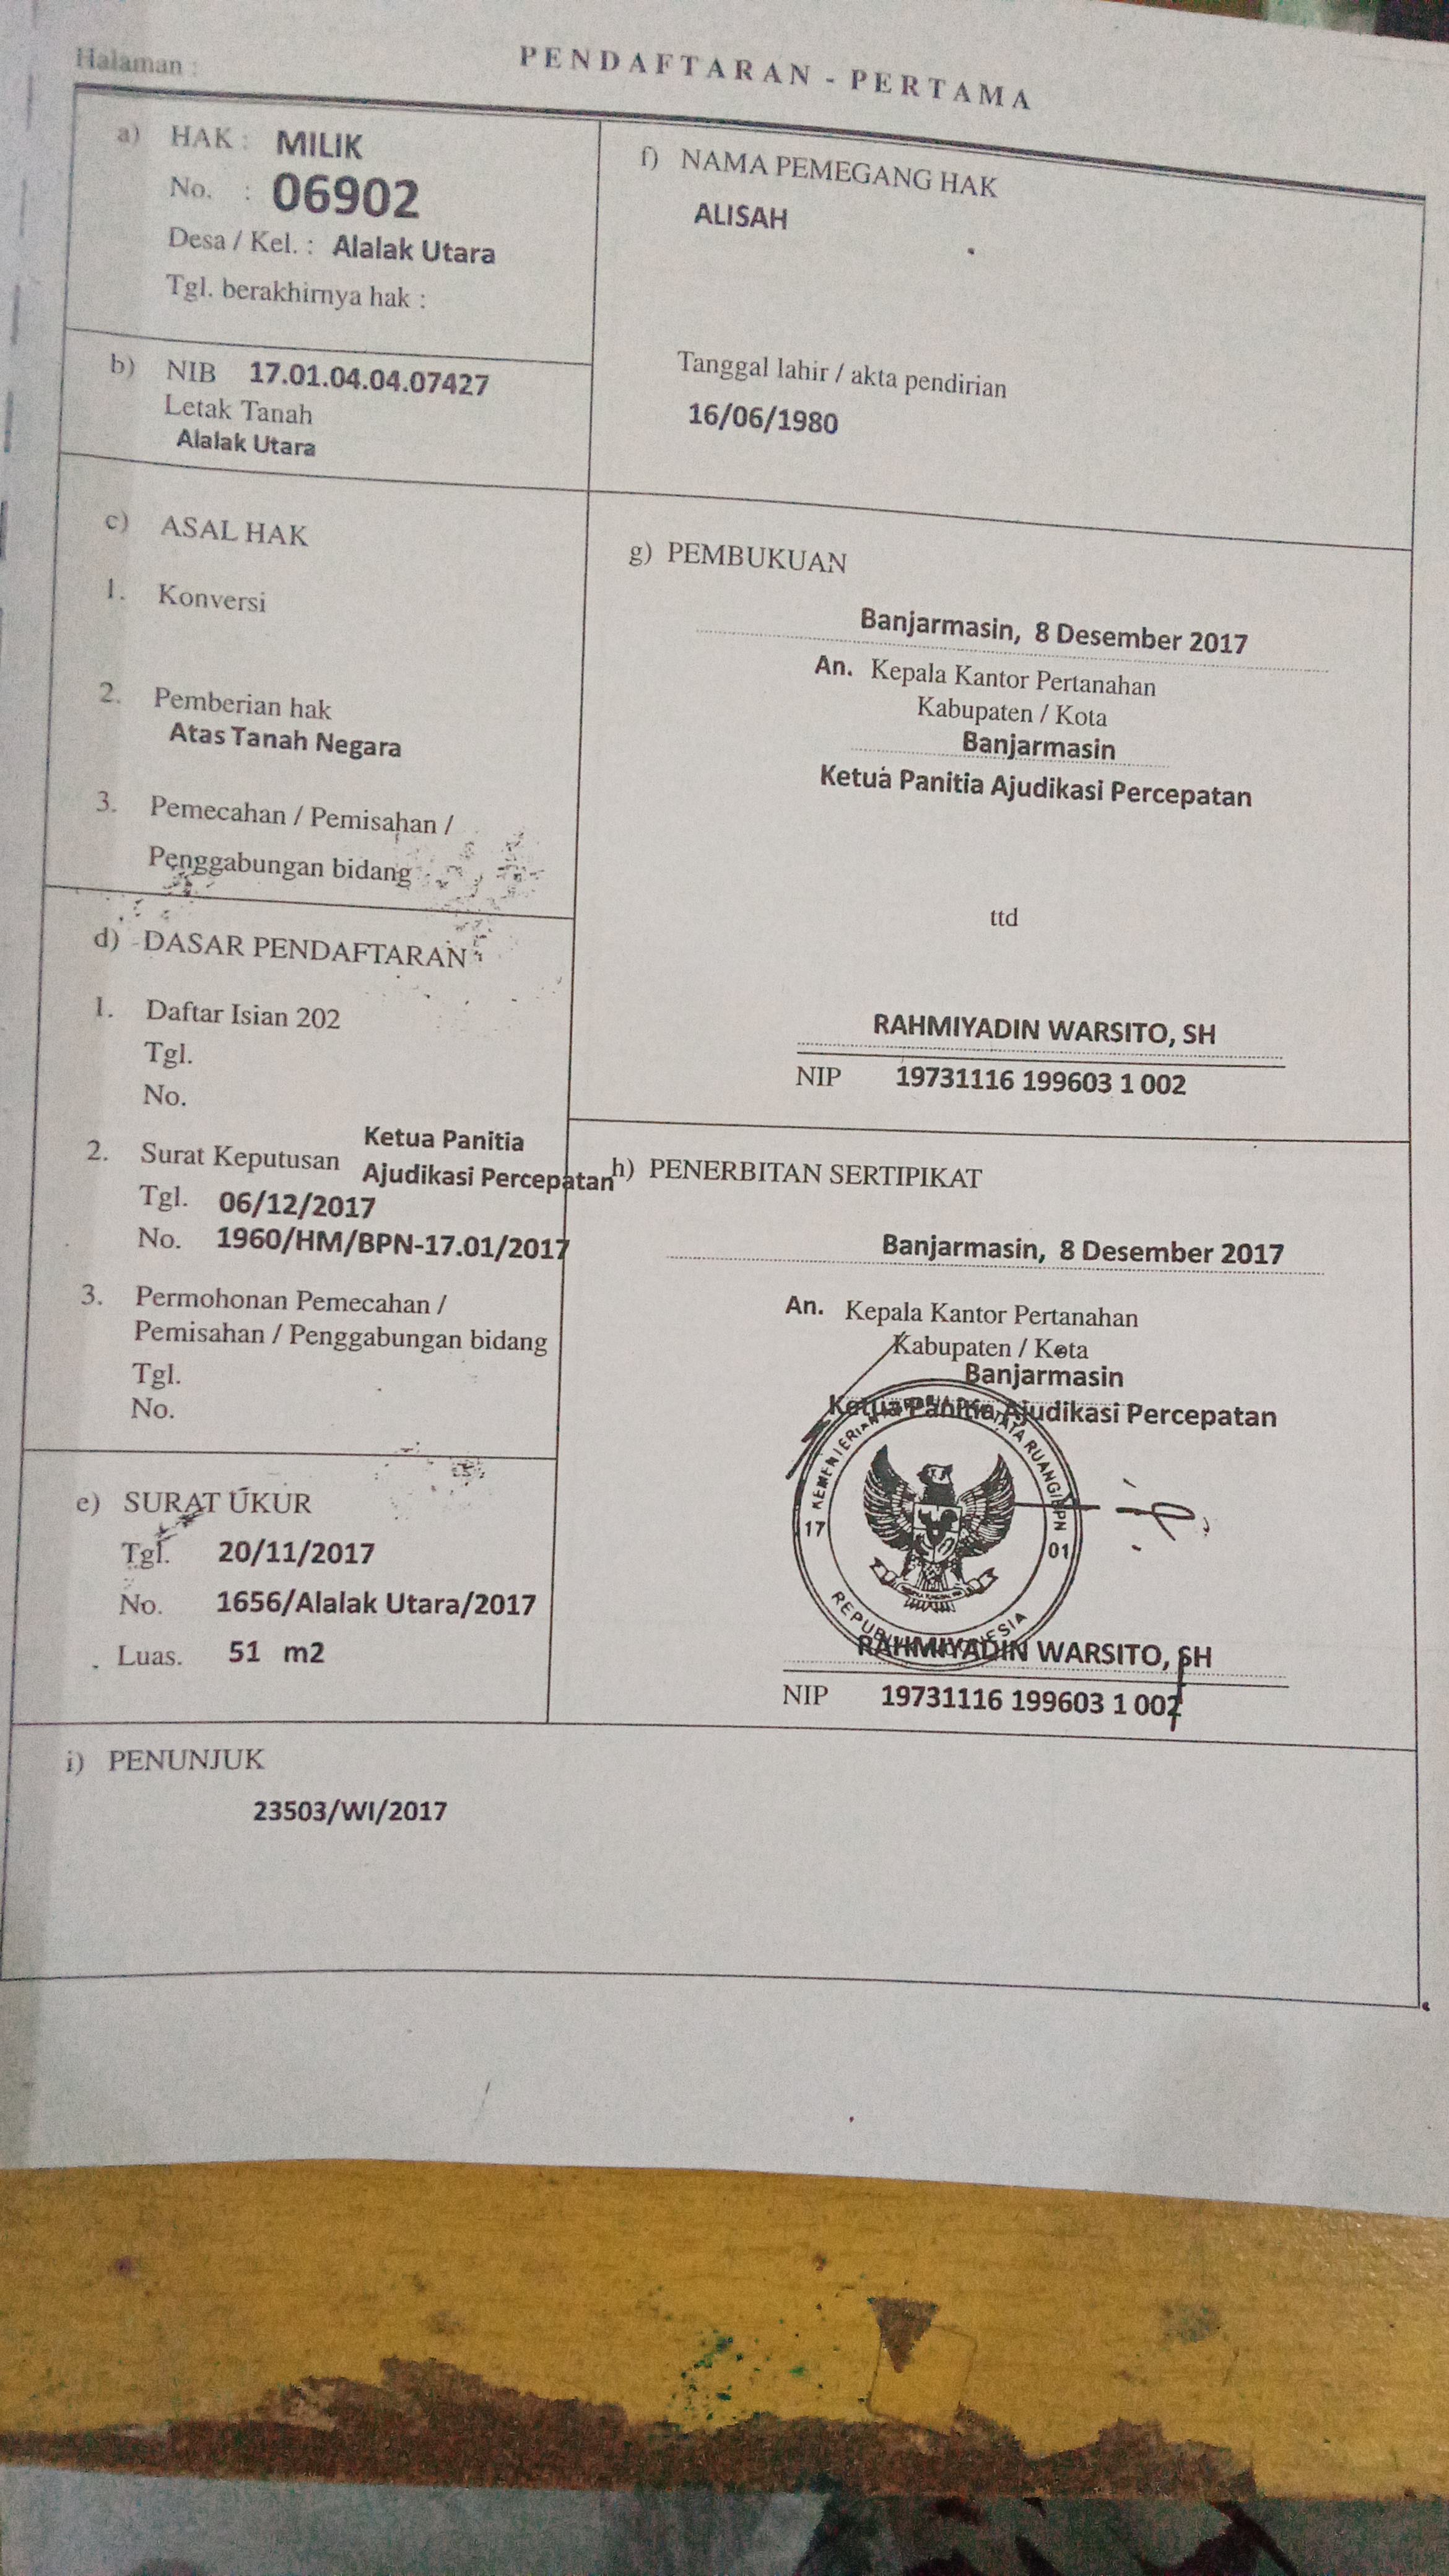 Halaman :
PENDAFTARAN - PERTAMA
a) HAK : MILIK
No. : 06902
Desa / Kel. : Alalak Utara
Tgl. berakhirnya hak :
b) NIB 17.01.04.04.07427
Letak Tanah
Alalak Utara
c) ASAL HAK
1. Konversi
2. Pemberian hak
Atas Tanah Negara
3. Pemecahan / Pemisahan /
Penggabungan bidang
d) DASAR PENDAFTARAN
1. Daftar Isian 202
Tgl.
No.
2. Surat Keputusan Ketua Panitia
Ajudikasi Percepatan
Tgl. 06/12/2017
No. 1960/HM/BPN-17.01/2017
3. Permohonan Pemecahan /
Pemisahan / Penggabungan bidang
Tgl.
No.
e) SURAT UKUR
Tgl. 20/11/2017
No. 1656/Alalak Utara/2017
Luas. 51 m2
f) NAMA PEMEGANG HAK
ALISAH
Tanggal lahir / akta pendirian
16/06/1980
g) PEMBUKUAN
Banjarmasin, 8 Desember 2017
An. Kepala Kantor Pertanahan
Kabupaten / Kota
Banjarmasin
Ketua Panitia Ajudikasi Percepatan
ttd
RAHMIYADIN WARSITO, SH
NIP 19731116 199603 1 002
h) PENERBITAN SERTIPIKAT
Banjarmasin, 8 Desember 2017
An. Kepala Kantor Pertanahan
Kabupaten / Kota
Banjarmasin
Ketua Panitia Ajudikasi Percepatan
KEMENTERIAN TATA RUANG/BPN
17
01
REPUBLIK INDONESIA
RAHMIYADIN WARSITO, SH
NIP 19731116 199603 1 002
i) PENUNJUK
23503/WI/2017